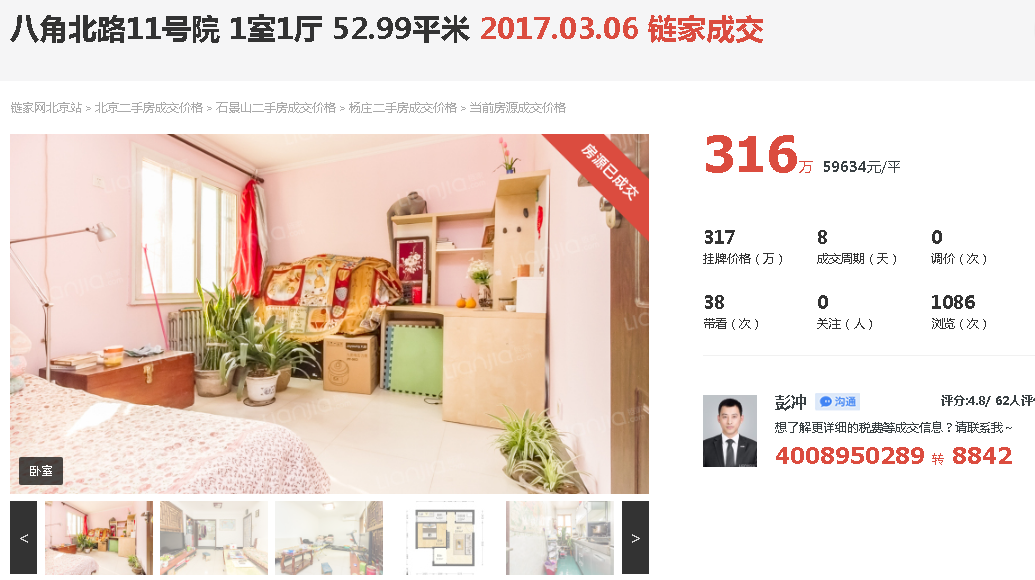 八角北路11号院 1室1厅 52.99平米 2017.03.06 链家成交
链家网北京站 > 北京二手房成交价格 > 石景山二手房成交价格 > 杨庄二手房成交价格 > 当前房源成交价格
房源已成交
316万 59634元/平
317 8 0
挂牌价格（万） 成交周期（天） 调价（次）
38 0 1086
带看（次） 关注（人） 浏览（次）
彭冲 沟通 评分:4.8/ 62人评
想了解更详细的税费等成交信息？请联系我~
4008950289 转 8842
卧室
< >